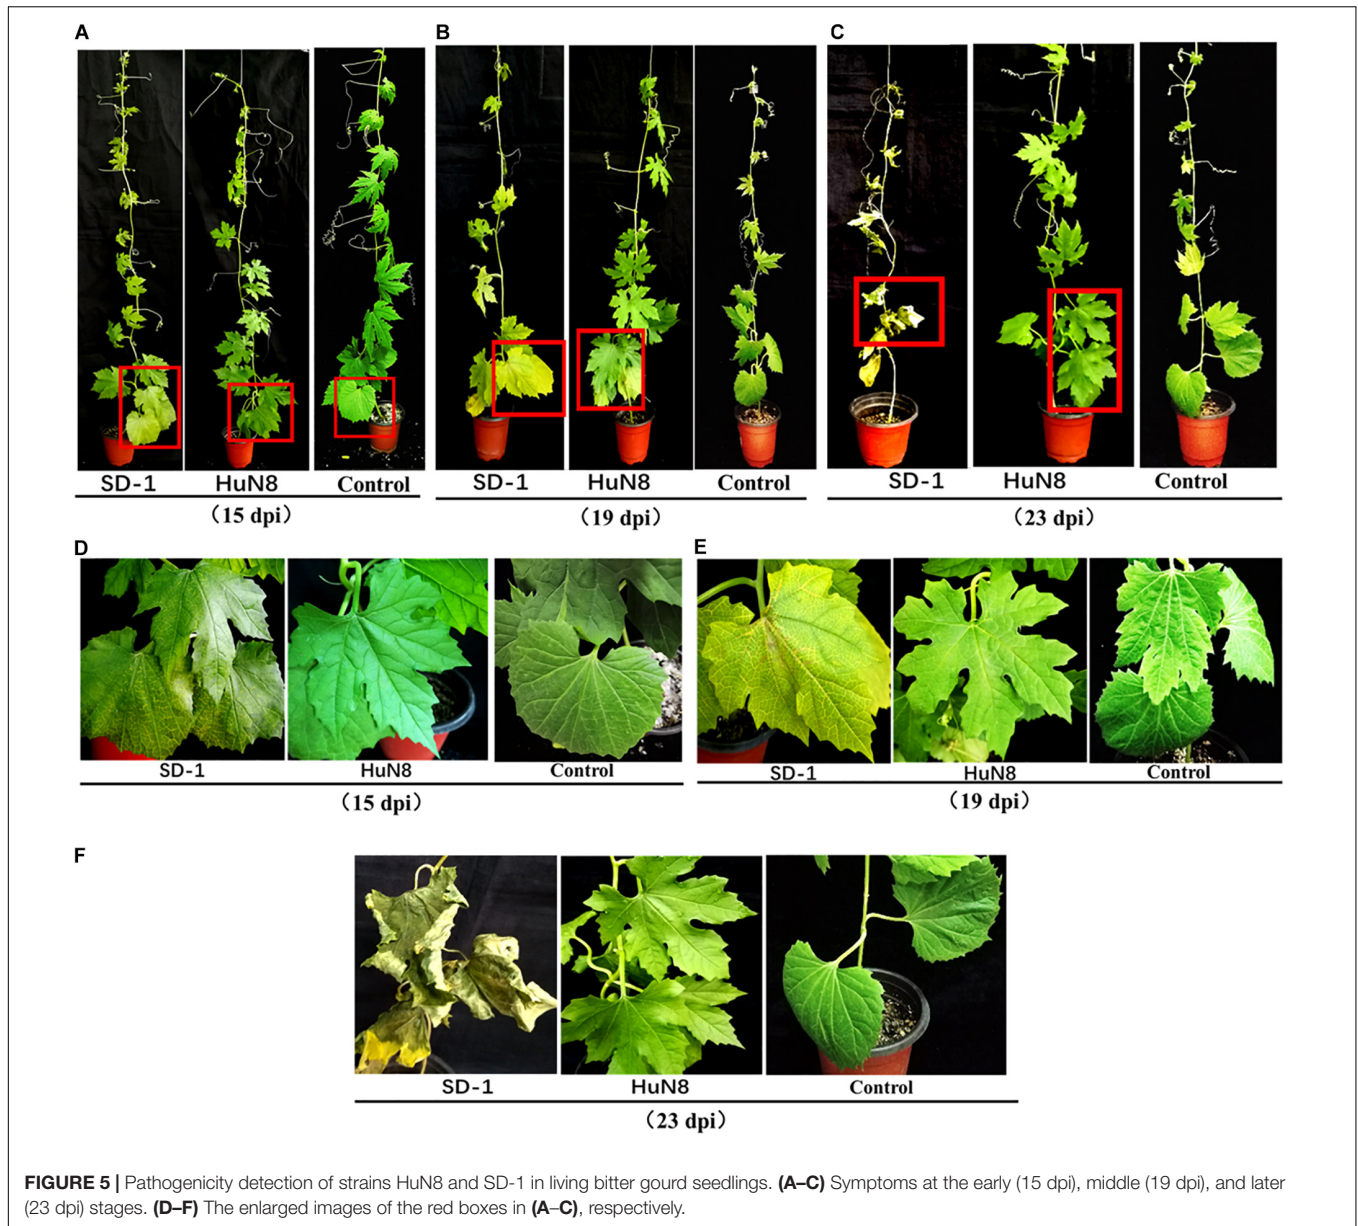 A
B
C
SD-1
HuN8
Control
SD-1
HuN8
Control
SD-1
HuN8
Control
（15 dpi）
（19 dpi）
（23 dpi）
D
E
SD-1
HuN8
Control
SD-1
HuN8
Control
（15 dpi）
（19 dpi）
F
SD-1
HuN8
Control
（23 dpi）
FIGURE 5 | Pathogenicity detection of strains HuN8 and SD-1 in living bitter gourd seedlings. (A–C) Symptoms at the early (15 dpi), middle (19 dpi), and later
(23 dpi) stages. (D–F) The enlarged images of the red boxes in (A–C), respectively.